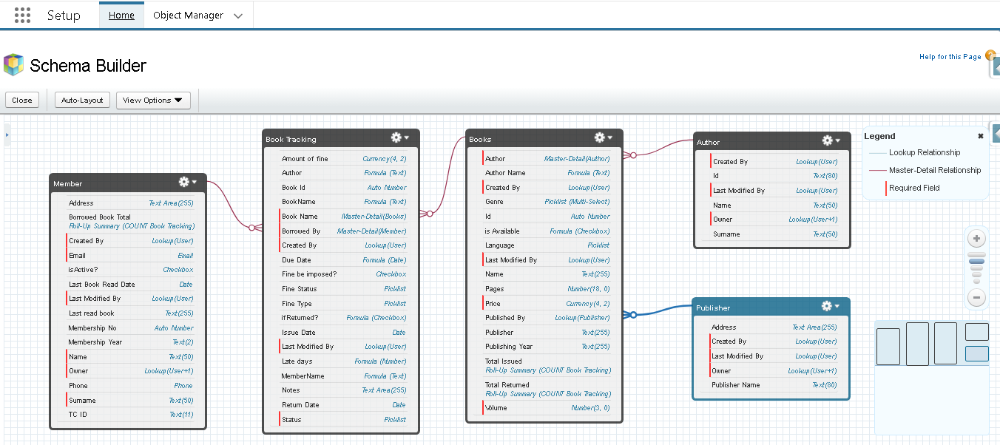 Setup
Home
Object Manager
Schema Builder
Help for this Page
?
Close
Auto-Layout
View Options
Member
Address Text Area(255)
Borrowed Book Total
Roll-Up Summary (COUNT Book Tracking)
Created By Lookup(User)
Email Email
isActive? Checkbox
Last Book Read Date Date
Last Modified By Lookup(User)
Last read book Text(255)
Membership No Auto Number
Membership Year Text(2)
Name Text(50)
Owner Lookup(User+1)
Phone Phone
Surname Text(50)
TC ID Text(11)
Book Tracking
Amount of fine Currency(4, 2)
Author Formula (Text)
Book Id Auto Number
BookName Formula (Text)
Book Name Master-Detail(Books)
Borrowed By Master-Detail(Member)
Created By Lookup(User)
Due Date Formula (Date)
Fine be imposed? Checkbox
Fine Status Picklist
Fine Type Picklist
ifReturned? Formula (Checkbox)
Issue Date Date
Last Modified By Lookup(User)
Late days Formula (Number)
MemberName Formula (Text)
Notes Text Area(255)
Return Date Date
Status Picklist
Books
Author Master-Detail(Author)
Author Name Formula (Text)
Created By Lookup(User)
Genre Picklist (Multi-Select)
Id Auto Number
is Available Formula (Checkbox)
Language Picklist
Last Modified By Lookup(User)
Name Text(255)
Pages Number(18, 0)
Price Currency(4, 2)
Published By Lookup(Publisher)
Publisher Text(255)
Publishing Year Text(255)
Total Issued
Roll-Up Summary (COUNT Book Tracking)
Total Returned
Roll-Up Summary (COUNT Book Tracking)
Volume Number(3, 0)
Author
Created By Lookup(User)
Id Text(80)
Last Modified By Lookup(User)
Name Text(50)
Owner Lookup(User+1)
Surname Text(50)
Publisher
Address Text Area(255)
Created By Lookup(User)
Last Modified By Lookup(User)
Owner Lookup(User+1)
Publisher Name Text(80)
Legend
Lookup Relationship
Master-Detail Relationship
Required Field